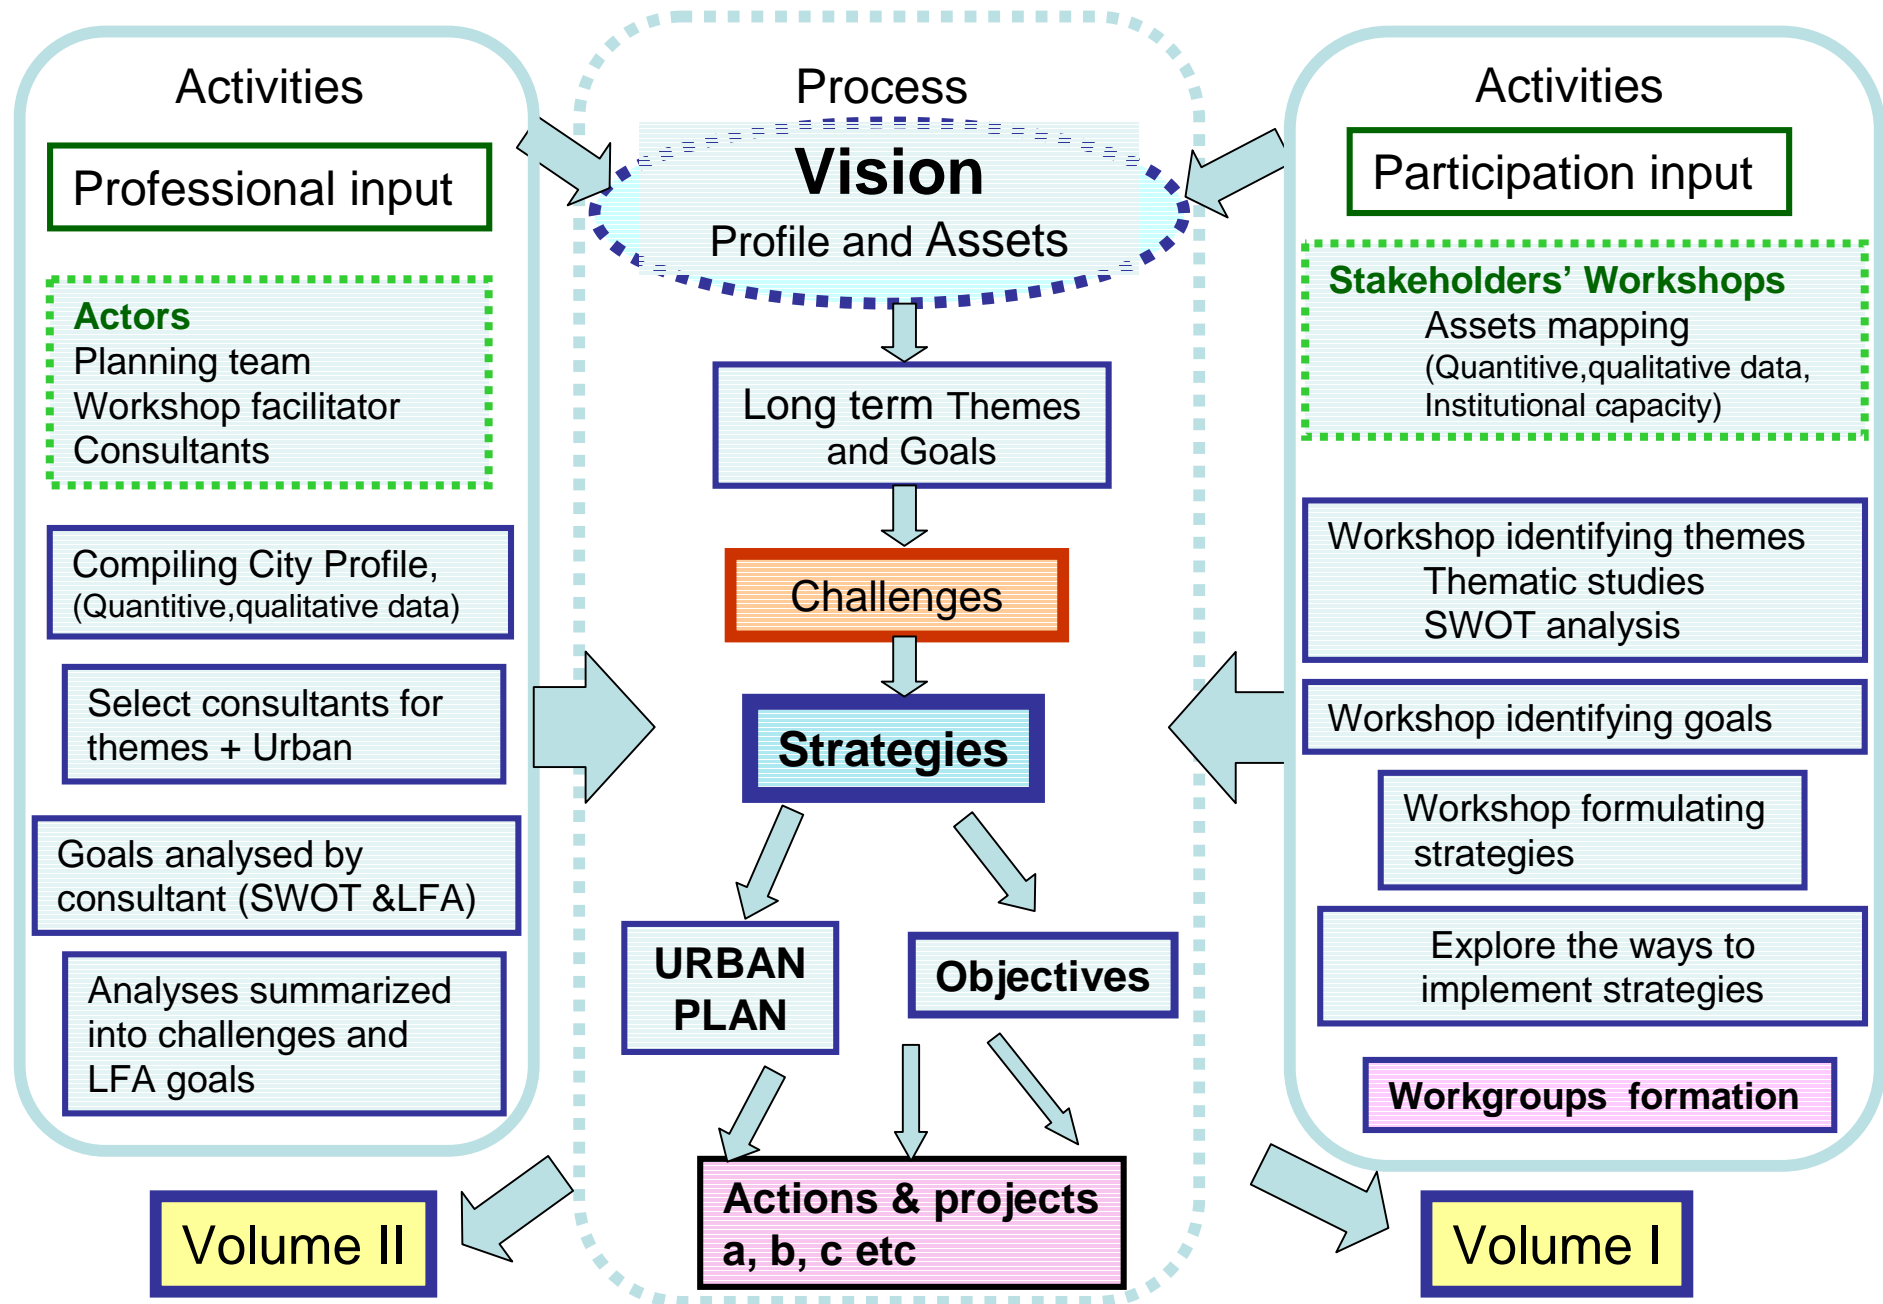 Activities
Professional input
Actors
Planning team
Workshop facilitator
Consultants
Compiling City Profile,
(Quantitive,qualitative data)
Select consultants for
themes + Urban
Goals analysed by
consultant (SWOT &LFA)
Analyses summarized
into challenges and
LFA goals
Volume II
Process
Vision
Profile and Assets
Long term Themes
and Goals
Challenges
Strategies
URBAN
PLAN
Objectives
Actions & projects
a, b, c etc
Activities
Participation input
Stakeholders’ Workshops
Assets mapping
(Quantitive,qualitative data,
Institutional capacity)
Workshop identifying themes
Thematic studies
SWOT analysis
Workshop identifying goals
Workshop formulating
strategies
Explore the ways to
implement strategies
Workgroups formation
Volume I